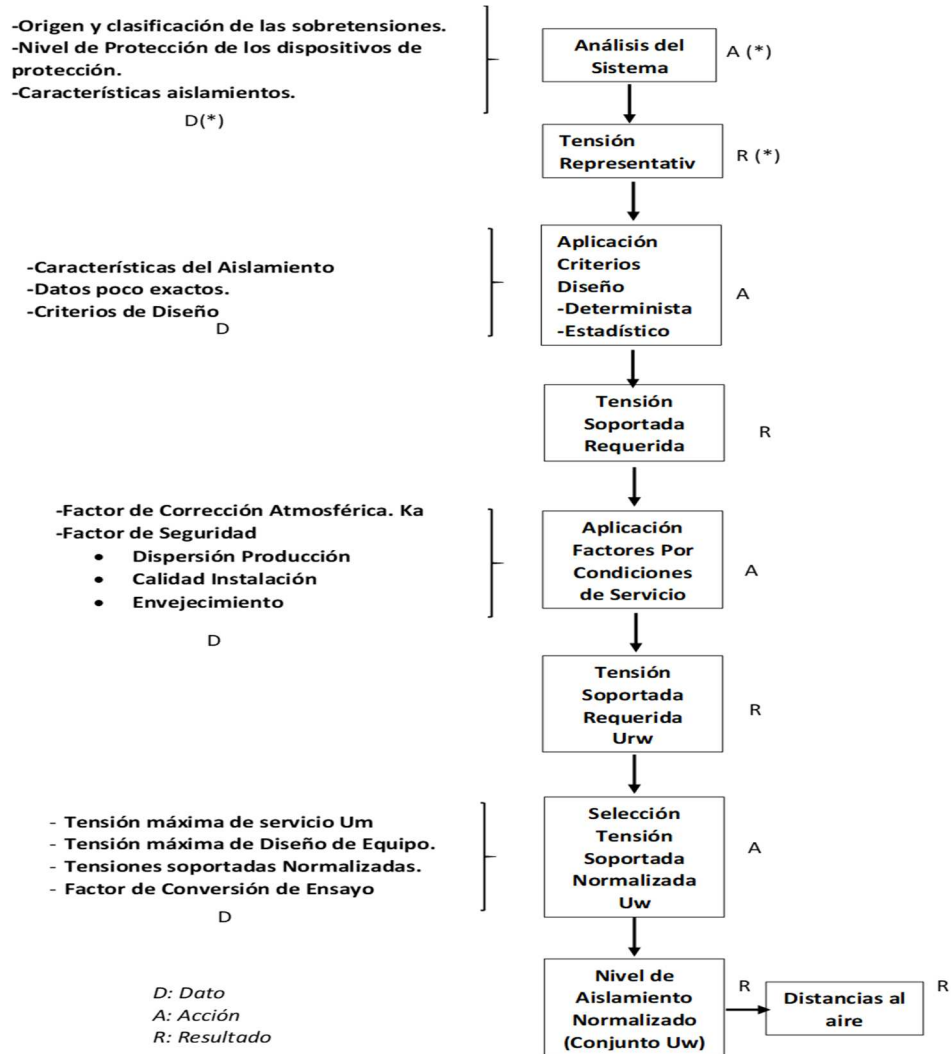 -Origen y clasificación de las sobretensiones.
-Nivel de Protección de los dispositivos de
protección.
-Características aislamientos.
D(*)
Análisis del
Sistema
A (*)
Tensión
Representativ
R (*)
-Características del Aislamiento
-Datos poco exactos.
-Criterios de Diseño
D
Aplicación
Criterios
Diseño
-Determinista
-Estadístico
A
Tensión
Soportada
Requerida
R
-Factor de Corrección Atmosférica. Ka
-Factor de Seguridad
• Dispersión Producción
• Calidad Instalación
• Envejecimiento
D
Aplicación
Factores Por
Condiciones
de Servicio
A
Tensión
Soportada
Requerida
Urw
R
- Tensión máxima de servicio Um
- Tensión máxima de Diseño de Equipo.
- Tensiones soportadas Normalizadas.
- Factor de Conversión de Ensayo
D
Selección
Tensión
Soportada
Normalizada
Uw
A
Nivel de
Aislamiento
Normalizado
(Conjunto Uw)
R
Distancias al
aire
R
D: Dato
A: Acción
R: Resultado